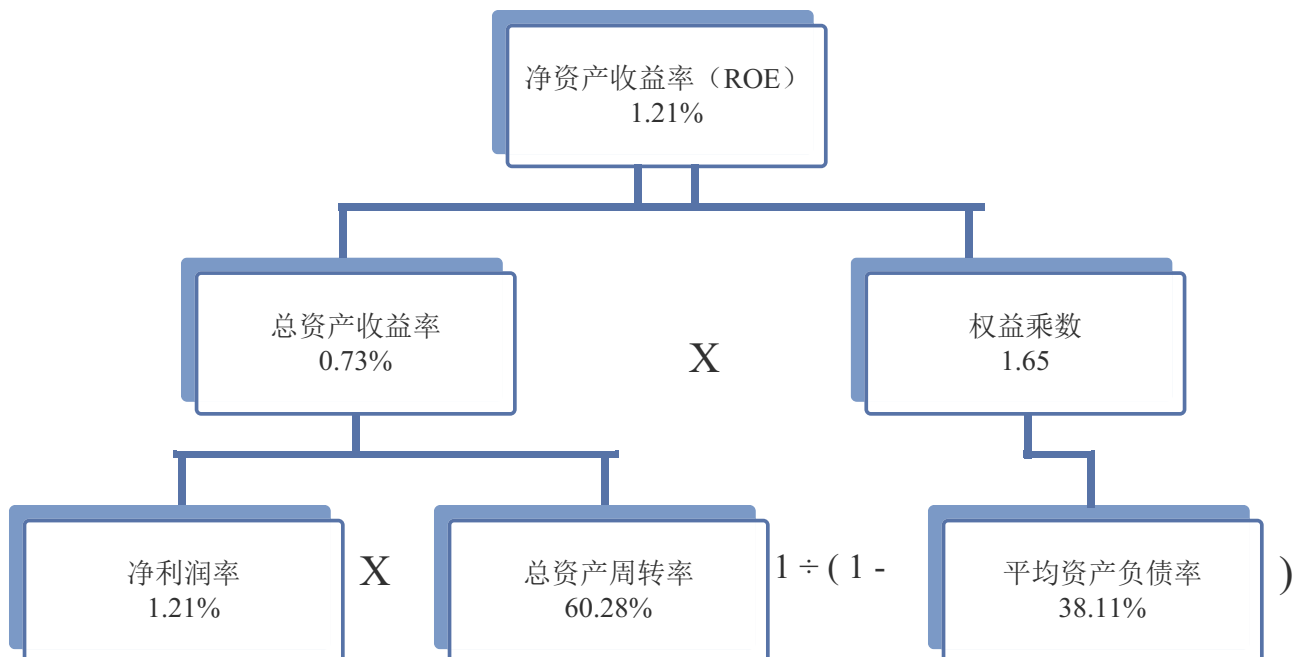 净资产收益率（ROE）
1.21%
总资产收益率
0.73%
X
权益乘数
1.65
净利润率
1.21%
X
总资产周转率
60.28%
1 ÷ ( 1 -
平均资产负债率
38.11%
)